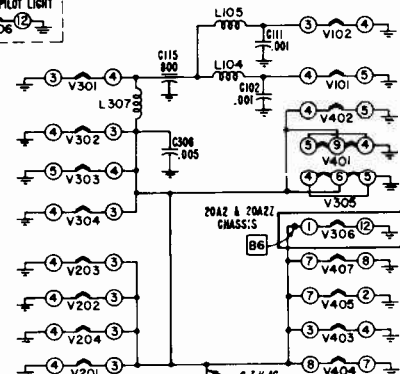 PILOT LIGHT
06 12
L105
3 V102 4
C111
.001
C115
800
L104
4 V101 5
C102
.001
3 V301 4
L307
4 V402 5
4 V302 3
C306
.005
5 9 4
V401
5 V303 4
4 6 5
V305
4 V304 3
20A2 & 20A2Z
CHASSIS
B6
1 V306 12
4 V203 3
7 V407 8
4 V202 3
7 V405 2
4 V204 3
3 V403 4
4 V201 3
8 V404 7